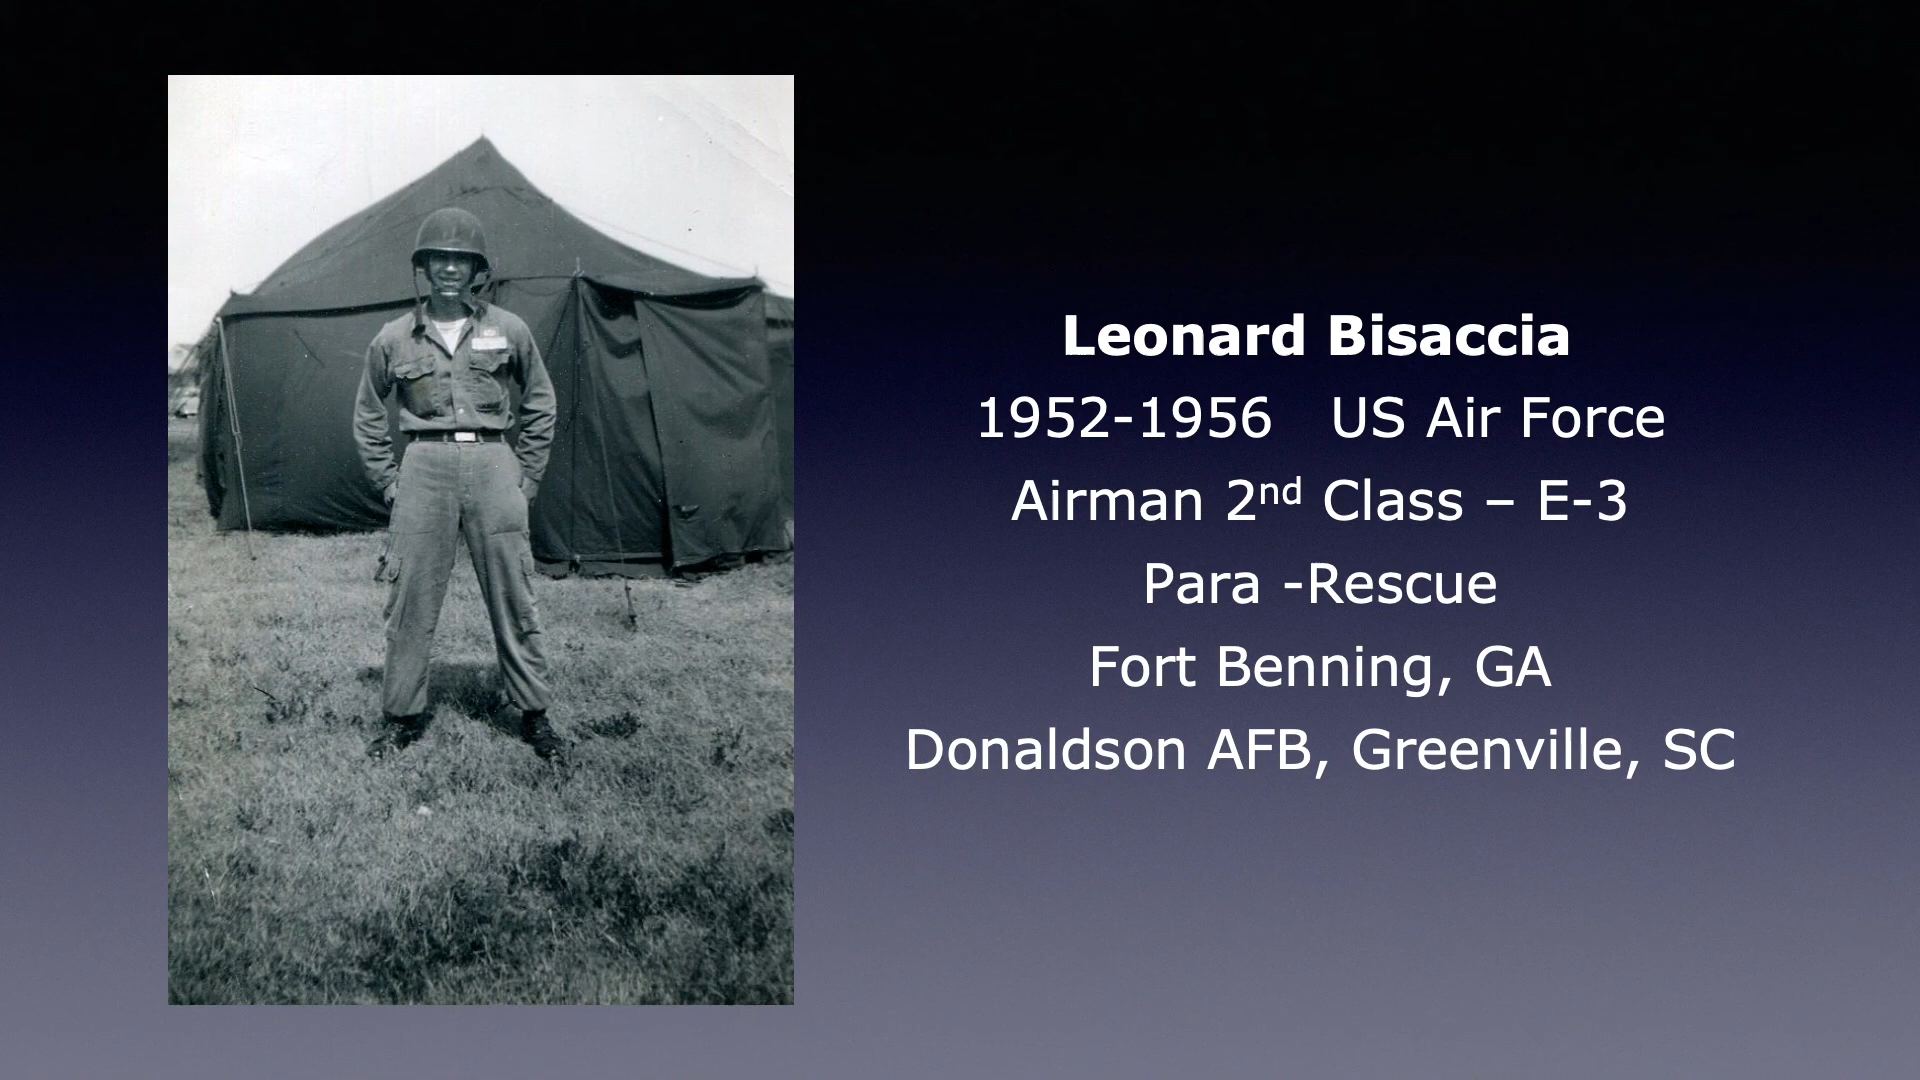 Leonard Bisaccia
1952-1956 US Air Force
Airman 2nd Class – E-3
Para -Rescue
Fort Benning, GA
Donaldson AFB, Greenville, SC